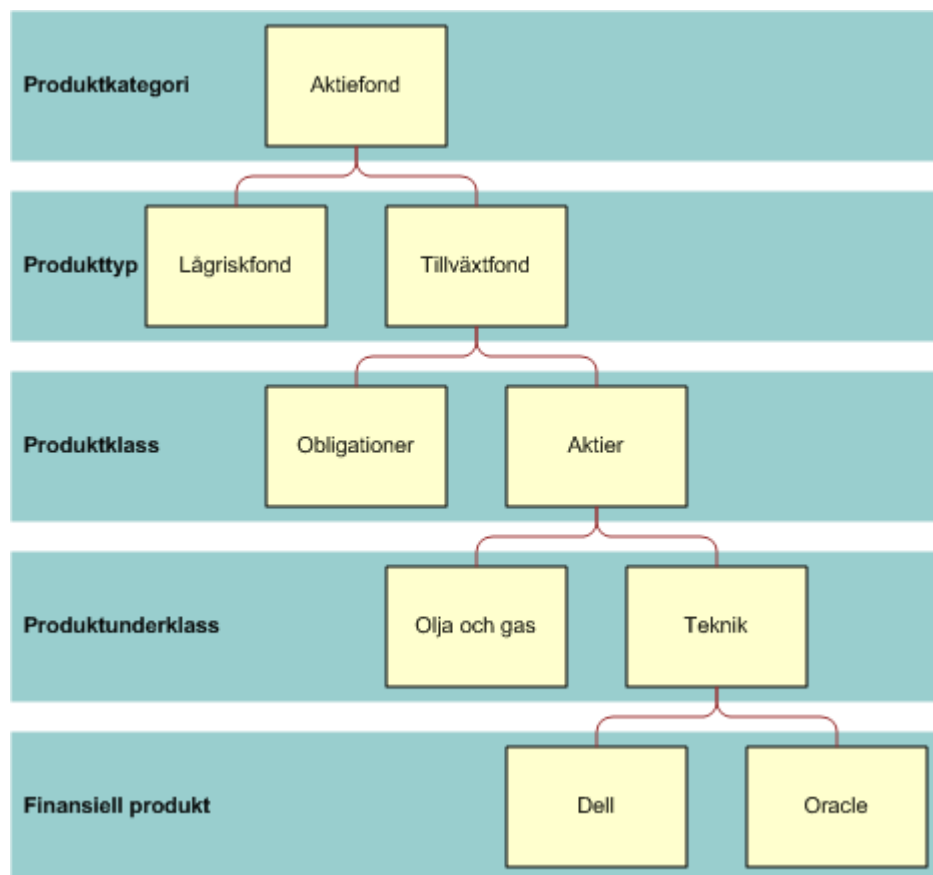 Produktkategori
Aktiefond
Produkttyp
Lågriskfond
Tillväxtfond
Produktklass
Obligationer
Aktier
Produktunderklass
Olja och gas
Teknik
Finansiell produkt
Dell
Oracle